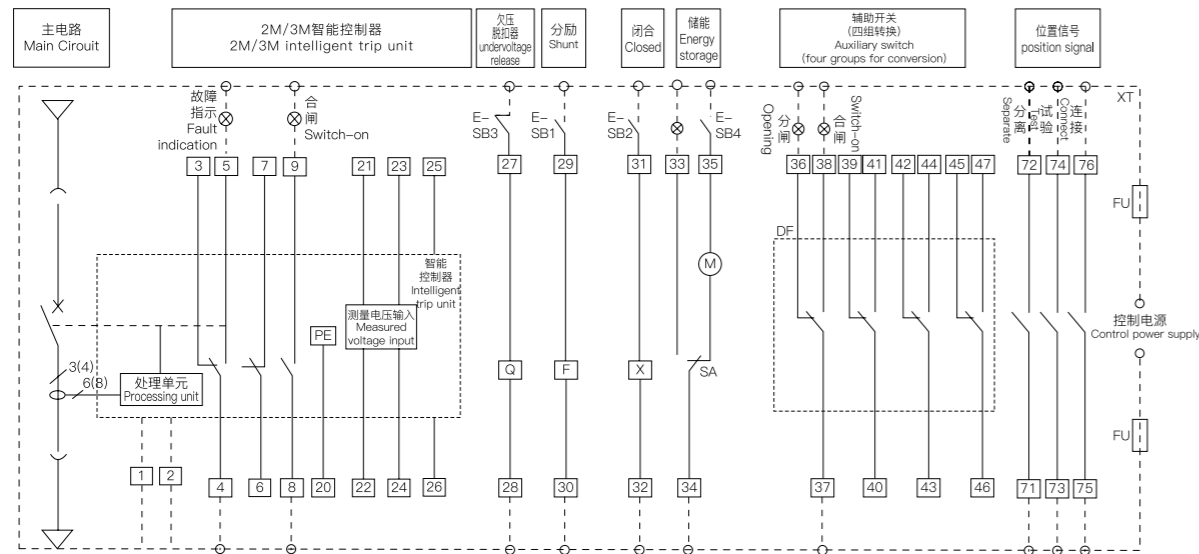 主电路
Main Cirouit
2M/3M智能控制器
2M/3M intelligent trip unit
欠压
脱扣器
undervoltage
release
分励
Shunt
闭合
Closed
储能
Energy
storage
辅助开关
(四组转换)
Auxiliary switch
(four groups for conversion)
位置信号
position signal
XT
故障
指示
Fault
indication
合
闸
Switch-on
E-
SB3
E-
SB1
E-
SB2
E-
SB4
Opening
分
闸
合
闸
Switch-on
Separate
分
离
Test
试
验
Connect
连
接
3
5
7
9
21
23
25
27
29
31
33
35
36
38
39
41
42
44
45
47
72
74
76
FU
DF
智能
控制器
Intelligent
trip unit
M
测量电压输入
Measured
voltage input
PE
控制电源
Control power supply
3(4)
6(8)
处理单元
Processing unit
Q
F
X
SA
FU
1
2
4
6
8
20
22
24
26
28
30
32
34
37
40
43
46
71
73
75